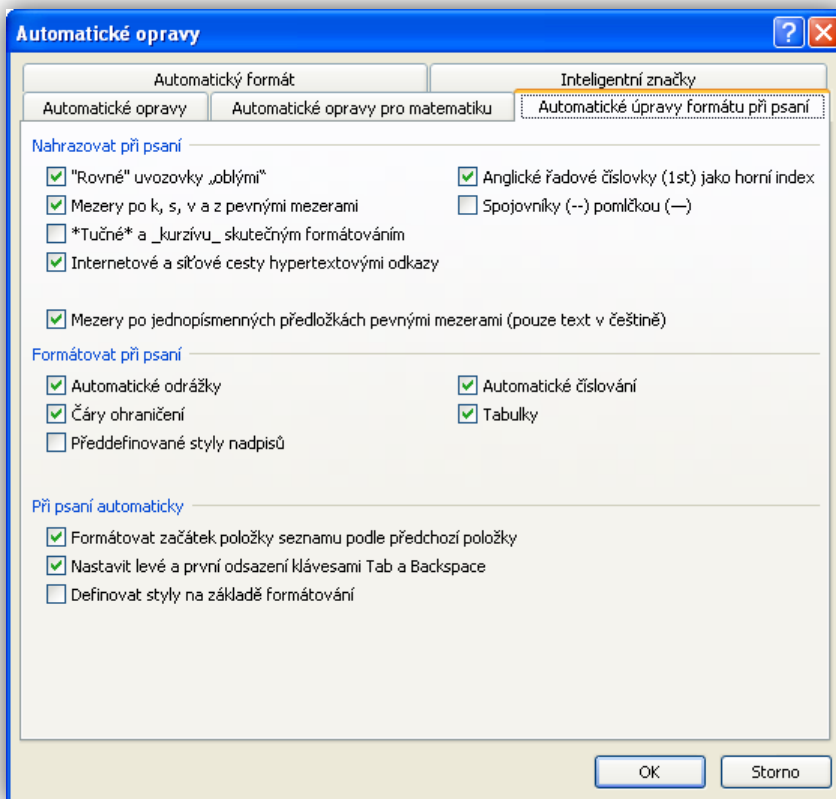 Automatické opravy
Automatický formát Inteligentní značky
Automatické opravy Automatické opravy pro matematiku Automatické úpravy formátu při psaní
Nahrazovat při psaní
"Rovné" uvozovky „oblými“ Anglické řadové číslovky (1st) jako horní index
Mezery po k, s, v a z pevnými mezerami Spojovníky (--) pomlčkou (—)
*Tučné* a _kurzívu_ skutečným formátováním
Internetové a síťové cesty hypertextovými odkazy
Mezery po jednopísmenných předložkách pevnými mezerami (pouze text v češtině)
Formátovat při psaní
Automatické odrážky Automatické číslování
Čáry ohraničení Tabulky
Předdefinované styly nadpisů
Při psaní automaticky
Formátovat začátek položky seznamu podle předchozí položky
Nastavit levé a první odsazení klávesami Tab a Backspace
Definovat styly na základě formátování
OK Storno